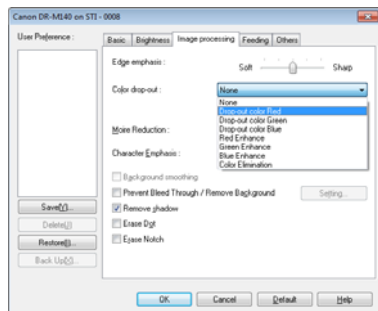 Canon DR-M140 on STI - 0008
User Preference :
Basic Brightness Image processing Feeding Others
Edge emphasis :
Soft Sharp
Color drop-out :
None
None
Drop-out color Red
Drop-out color Green
Drop-out color Blue
Red Enhance
Green Enhance
Blue Enhance
Color Elimination
Moire Reduction :
Character Emphasis :
Background smoothing
Prevent Bleed Through / Remove Background
Setting...
Remove shadow
Erase Dot
Erase Notch
Save(V)...
Delete(J)
Restore(I)...
Back Up(X)...
OK Cancel Default Help